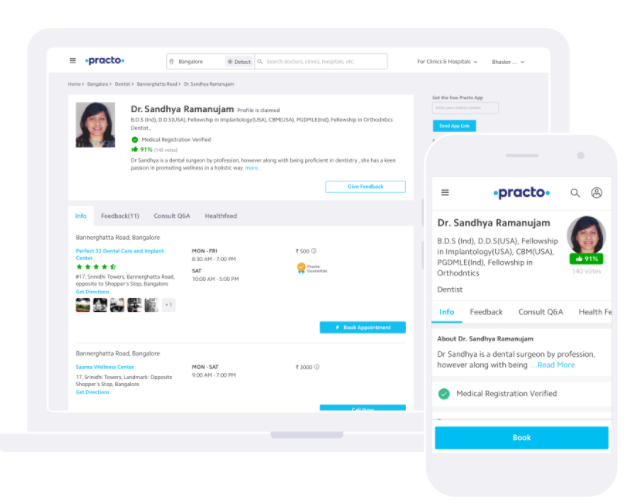 •practo•
Bangalore
Detect
Search doctors, clinics, hospitals, etc.
For Clinics & Hospitals
Bhasker ...
Home > Bangalore > Dentist > Bannerghatta Road > Dr. Sandhya Ramanujam
Dr. Sandhya Ramanujam Profile is claimed
B.D.S (Ind), D.D.S(USA), Fellowship in Implantology(USA), CBM(USA), PGDMLE(Ind), Fellowship in Orthodntics
Dentist,
Medical Registration Verified
91% (140 votes)
Dr Sandhya is a dental surgeon by profession, however along with being proficient in dentistry, she has a keen
passion in promoting wellness in a holistic way. more..
Give Feedback
Get the free Practo App
Send App Link
Info
Feedback(11)
Consult Q&A
Healthfeed
Bannerghatta Road, Bangalore
Perfect 32 Dental Care and Implant
Center
#17, Srinidhi Towers, Bannerghatta Road,
opposite to Shopper's Stop, Bangalore
Get Directions
+1
MON - FRI
8:30 AM - 7:00 PM
SAT
10:00 AM - 5:00 PM
₹ 500
Practo
Guarantee
Book Appointment
Bannerghatta Road, Bangalore
Saama Wellness Center
17, Srinidhi Towers, Landmark: Opposite
Shopper's Stop, Bangalore
Get Directions
MON - SAT
9:00 AM - 7:00 PM
₹ 3000
•practo•
Dr. Sandhya Ramanujam
B.D.S (Ind), D.D.S(USA), Fellowship
in Implantology(USA), CBM(USA),
PGDMLE(Ind), Fellowship in
Orthodntics
Dentist
91%
140 votes
Info
Feedback
Consult Q&A
Health Fe
About Dr. Sandhya Ramanujam
Dr Sandhya is a dental surgeon by profession,
however along with being ...Read More
Medical Registration Verified
Book